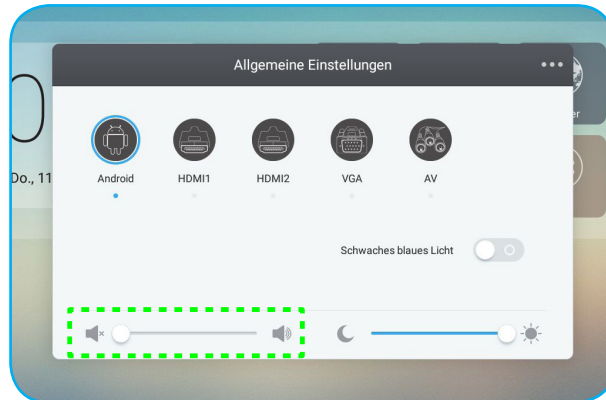 Allgemeine Einstellungen
Do., 11
Android
HDMI1
HDMI2
VGA
AV
Schwaches blaues Licht